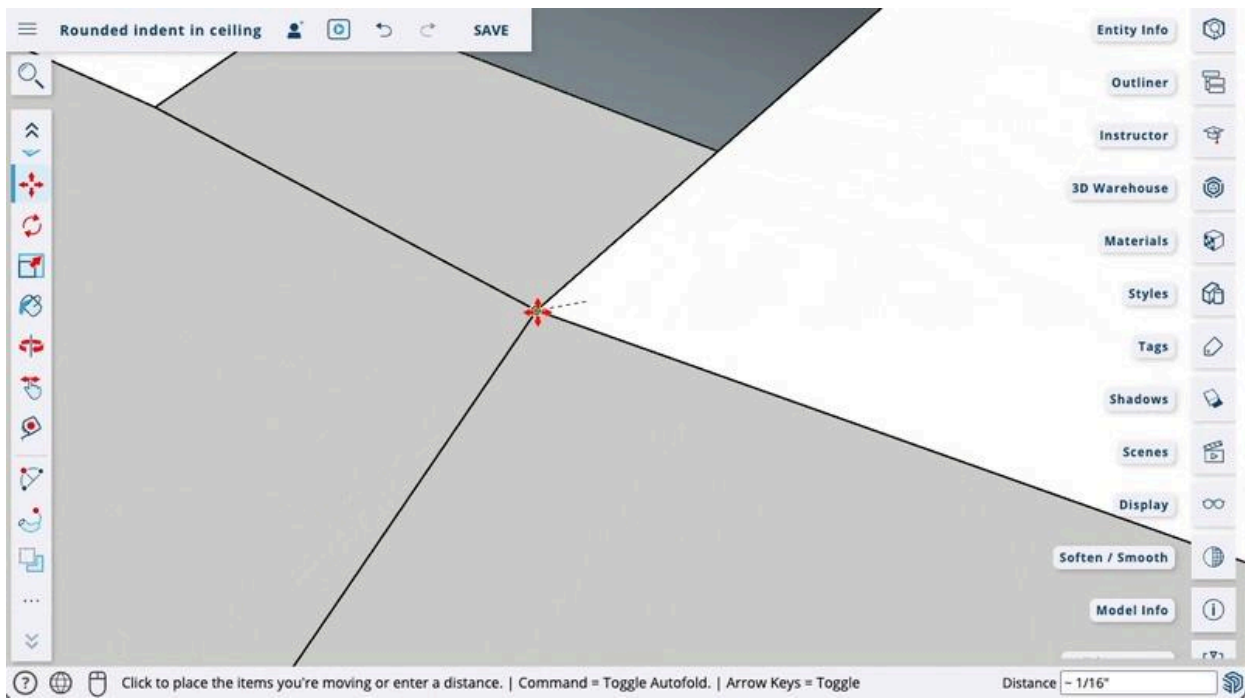 Rounded indent in ceiling
SAVE
Entity Info
Outliner
Instructor
3D Warehouse
Materials
Styles
Tags
Shadows
Scenes
Display
Soften / Smooth
Model Info
Click to place the items you're moving or enter a distance. | Command = Toggle Autofold. | Arrow Keys = Toggle
Distance ~ 1/16"